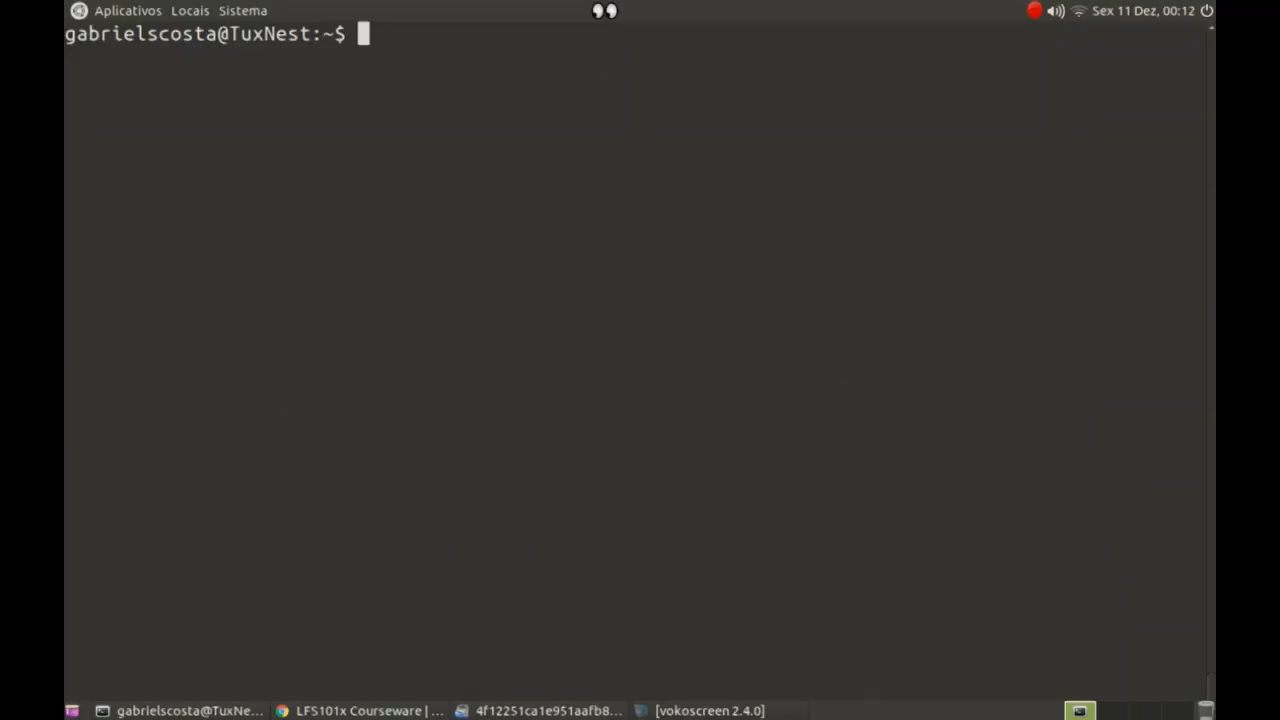 Aplicativos Locais Sistema
Sex 11 Dez, 00:12
gabrielscosta@TuxNest:~$
gabrielscosta@TuxNe...
LFS101x Courseware | ...
4f12251ca1e951aafb8...
[vokoscreen 2.4.0]